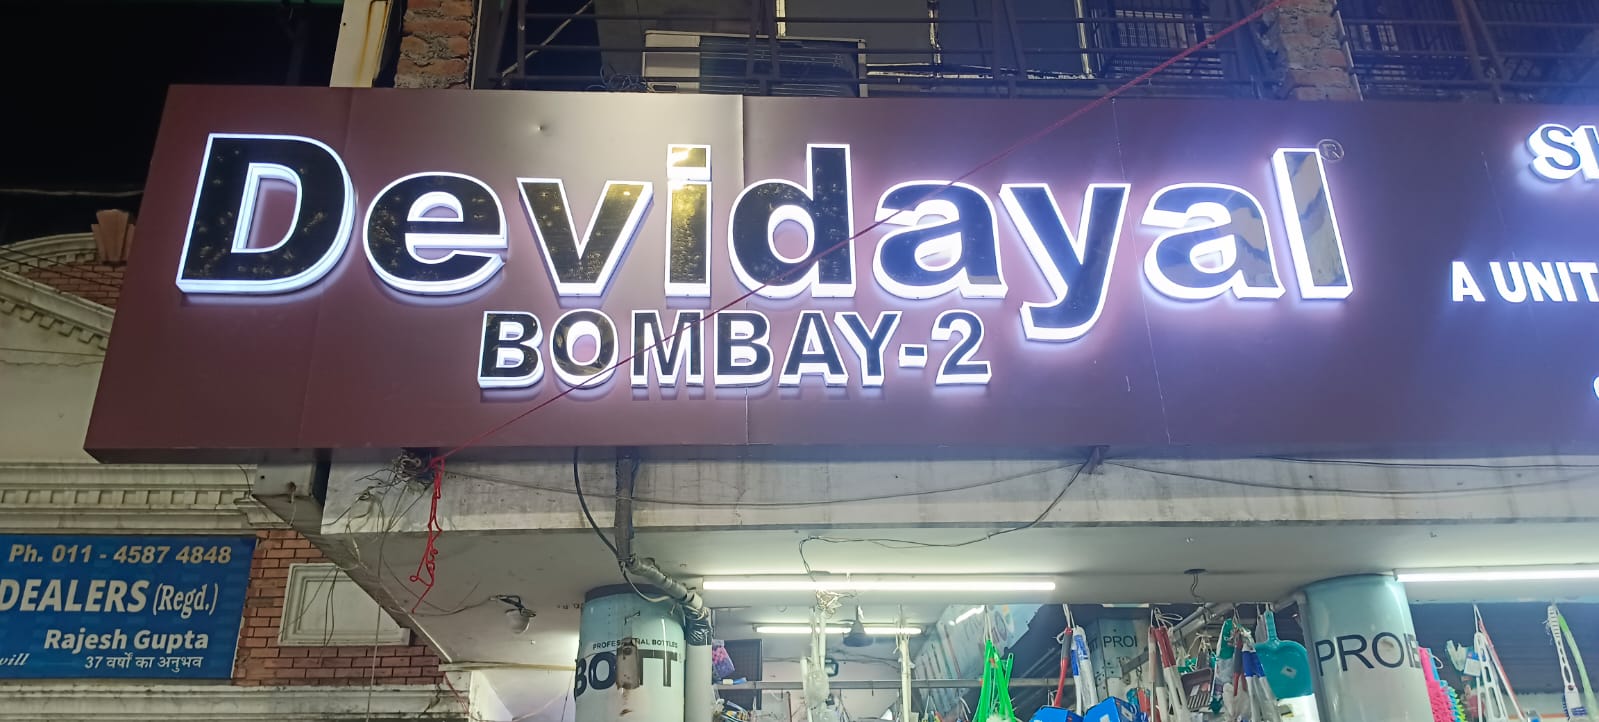 Devidayal®
BOMBAY-2
A UNIT
Ph. 011 - 4587 4848
DEALERS (Regd.)
Rajesh Gupta
37 वर्षों का अनुभव
PROFESSIONAL BOTTLES
BOTT
PROI